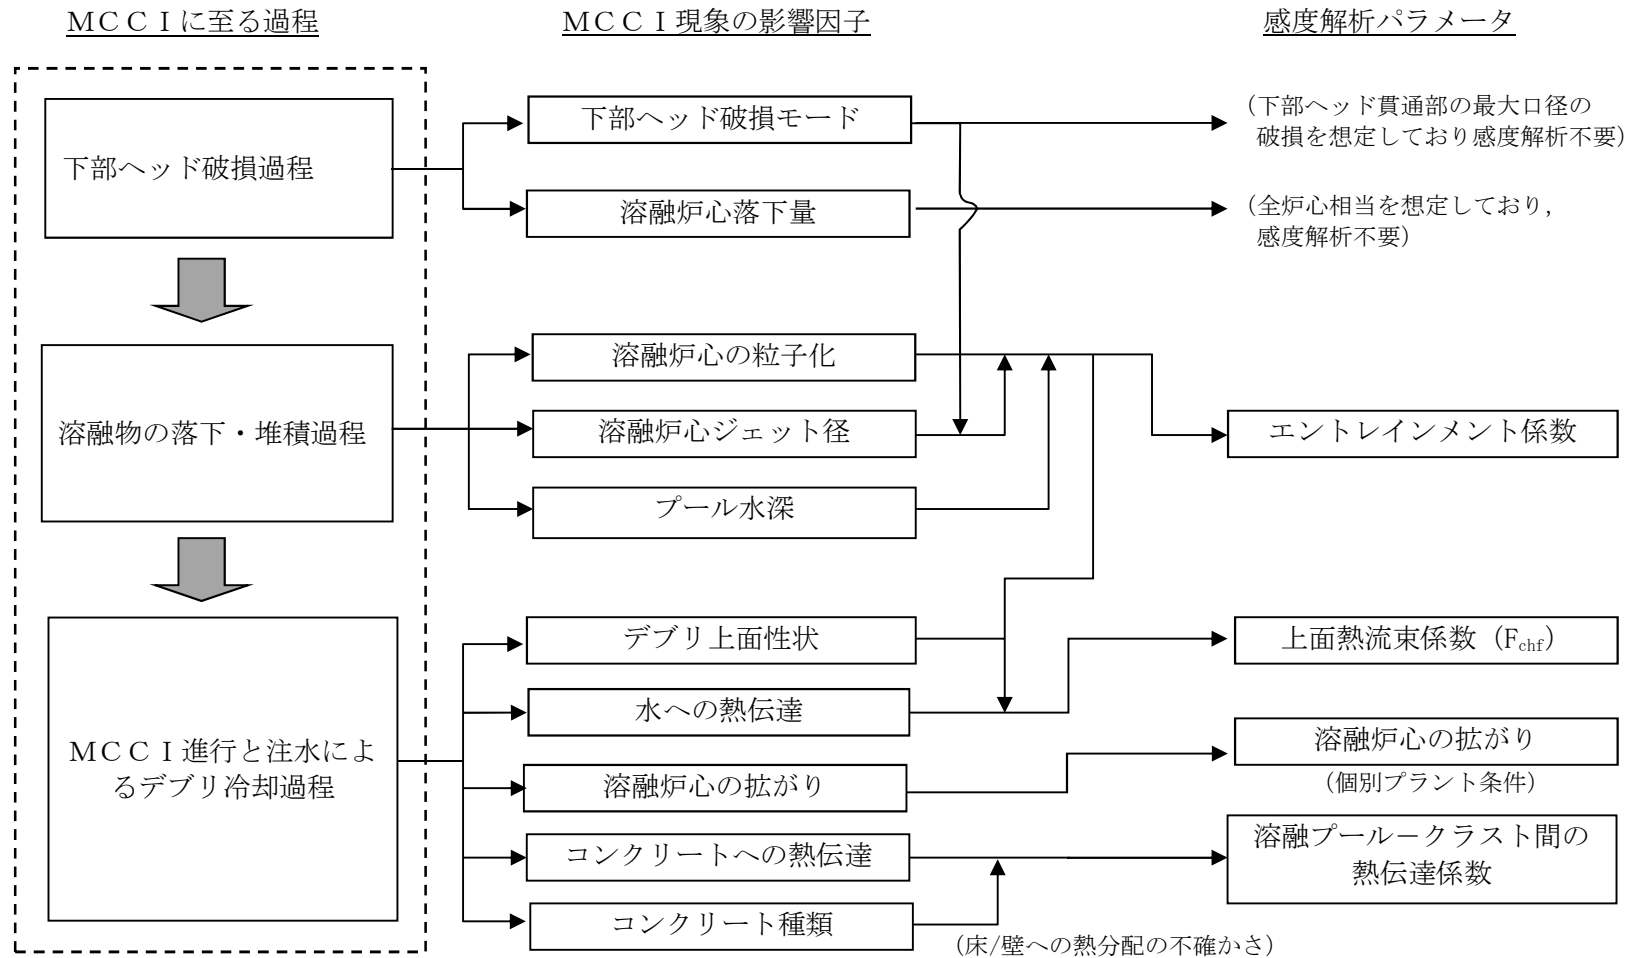 ＭＣＣＩに至る過程
ＭＣＣＩ現象の影響因子
感度解析パラメータ
下部ヘッド破損過程
下部ヘッド破損モード
（下部ヘッド貫通部の最大口径の
破損を想定しており感度解析不要）
溶融炉心落下量
（全炉心相当を想定しており，
感度解析不要）
溶融物の落下・堆積過程
溶融炉心の粒子化
溶融炉心ジェット径
プール水深
エントレインメント係数
ＭＣＣＩ進行と注水によ
るデブリ冷却過程
デブリ上面性状
水への熱伝達
溶融炉心の拡がり
コンクリートへの熱伝達
コンクリート種類
（床/壁への熱分配の不確かさ）
上面熱流束係数（Fchf）
溶融炉心の拡がり
（個別プラント条件）
溶融プール－クラスト間の
熱伝達係数